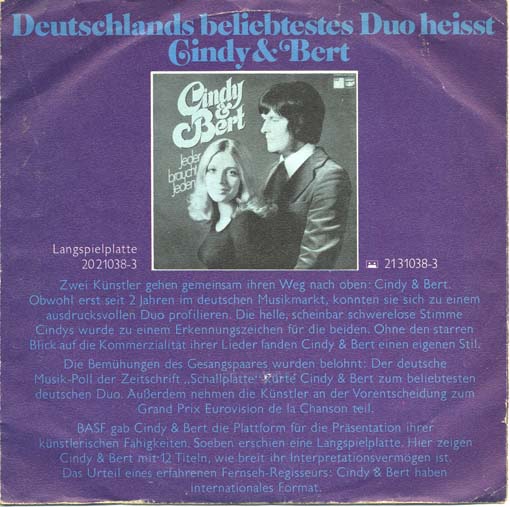 Deutschlands beliebtestes Duo heisst
Cindy & Bert
Cindy
&
Bert
Jeder
braucht
jeden
Langspielplatte
20 21038-3
21 31038-3
Zwei Künstler gehen gemeinsam ihren Weg nach oben: Cindy & Bert.
Obwohl erst seit 2 Jahren im deutschen Musikmarkt, konnten sie sich zu einem
ausdrucksvollen Duo profilieren. Die helle, scheinbar schwerelose Stimme
Cindys wurde zu einem Erkennungszeichen für die beiden. Ohne den starren
Blick auf die Kommerzialität ihrer Lieder fanden Cindy & Bert einen eigenen Stil.
Die Bemühungen des Gesangspaares wurden belohnt: Der deutsche
Musik-Poll der Zeitschrift „Schallplatte" kürte Cindy & Bert zum beliebtesten
deutschen Duo. Außerdem nehmen die Künstler an der Vorentscheidung zum
Grand Prix Eurovision de la Chanson teil.
BASF gab Cindy & Bert die Plattform für die Präsentation ihrer
künstlerischen Fähigkeiten. Soeben erschien eine Langspielplatte. Hier zeigen
Cindy & Bert mit 12 Titeln, wie breit ihr Interpretationsvermögen ist.
Das Urteil eines erfahrenen Fernseh-Regisseurs: Cindy & Bert haben
internationales Format.